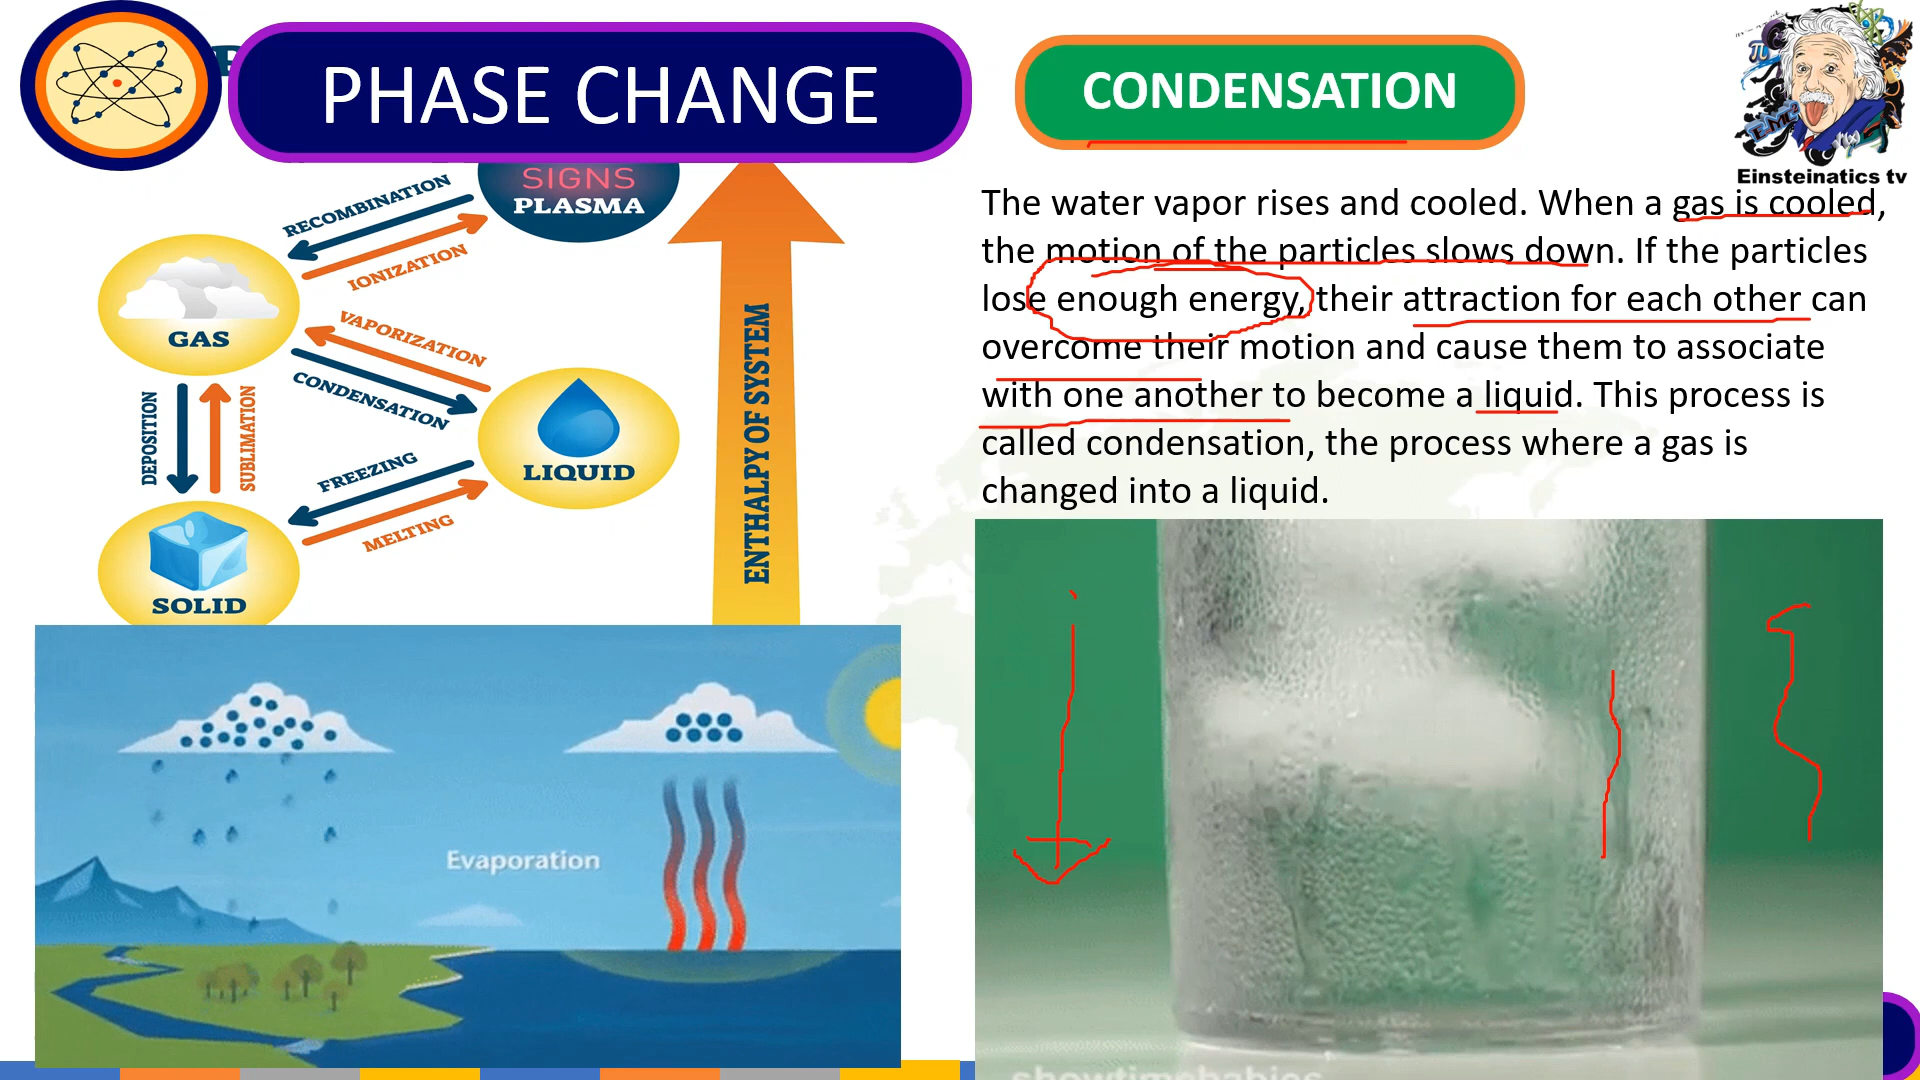 PHASE CHANGE
CONDENSATION
Einsteinatics tv
SIGNS
PLASMA
RECOMBINATION
IONIZATION
GAS
VAPORIZATION
CONDENSATION
DEPOSITION
SUBLIMATION
LIQUID
FREEZING
MELTING
SOLID
ENTHALPY OF SYSTEM
The water vapor rises and cooled. When a gas is cooled,
the motion of the particles slows down. If the particles
lose enough energy, their attraction for each other can
overcome their motion and cause them to associate
with one another to become a liquid. This process is
called condensation, the process where a gas is
changed into a liquid.
Evaporation